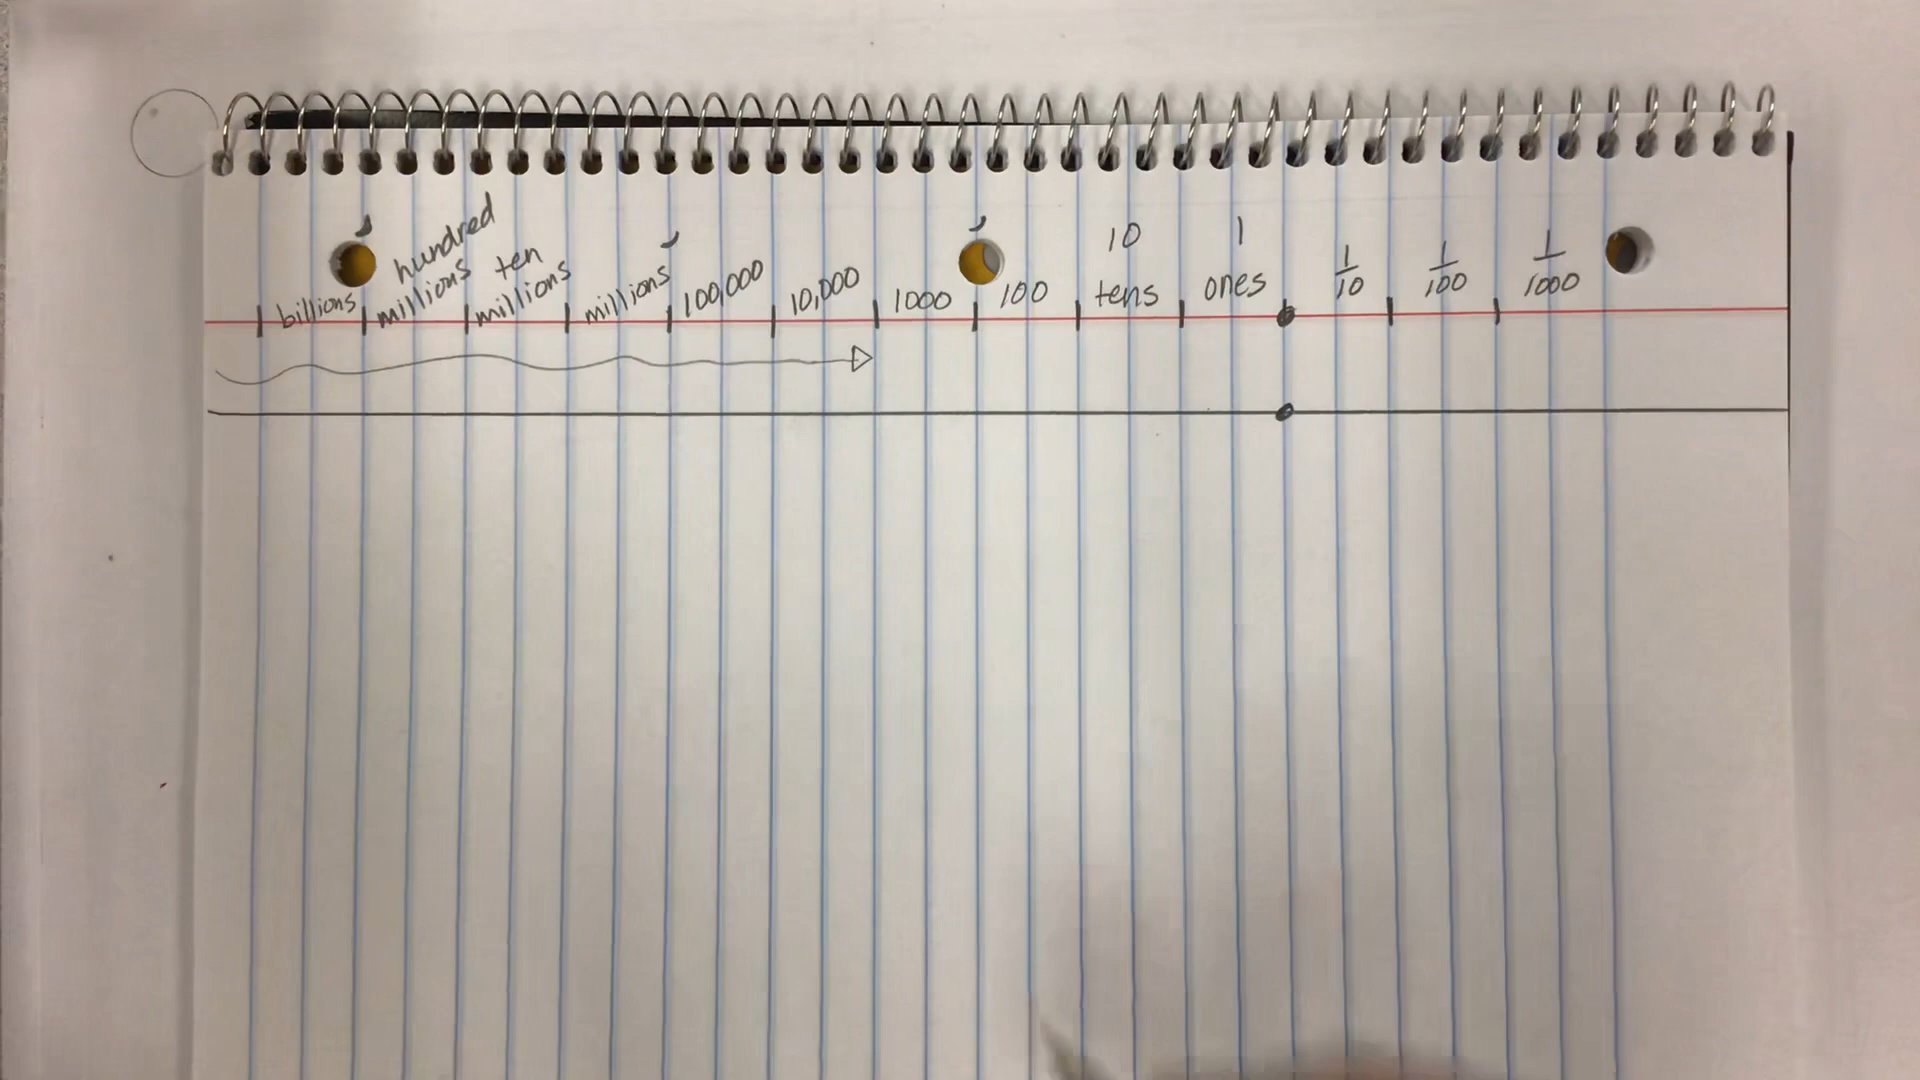 , , ,
hundred
millions
ten
millions
10
1
billions millions 100,000 10,000 1000 100 tens ones 1/10 1/100 1/1000